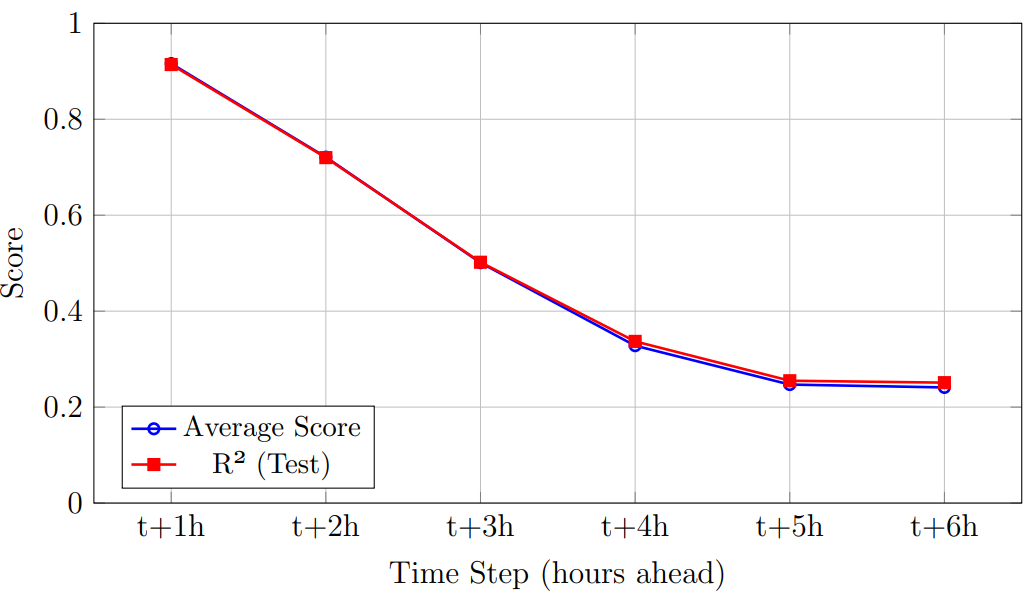 1
0.8
0.6
0.4
0.2
0
Score
Average Score
R² (Test)
t+1h t+2h t+3h t+4h t+5h t+6h
Time Step (hours ahead)